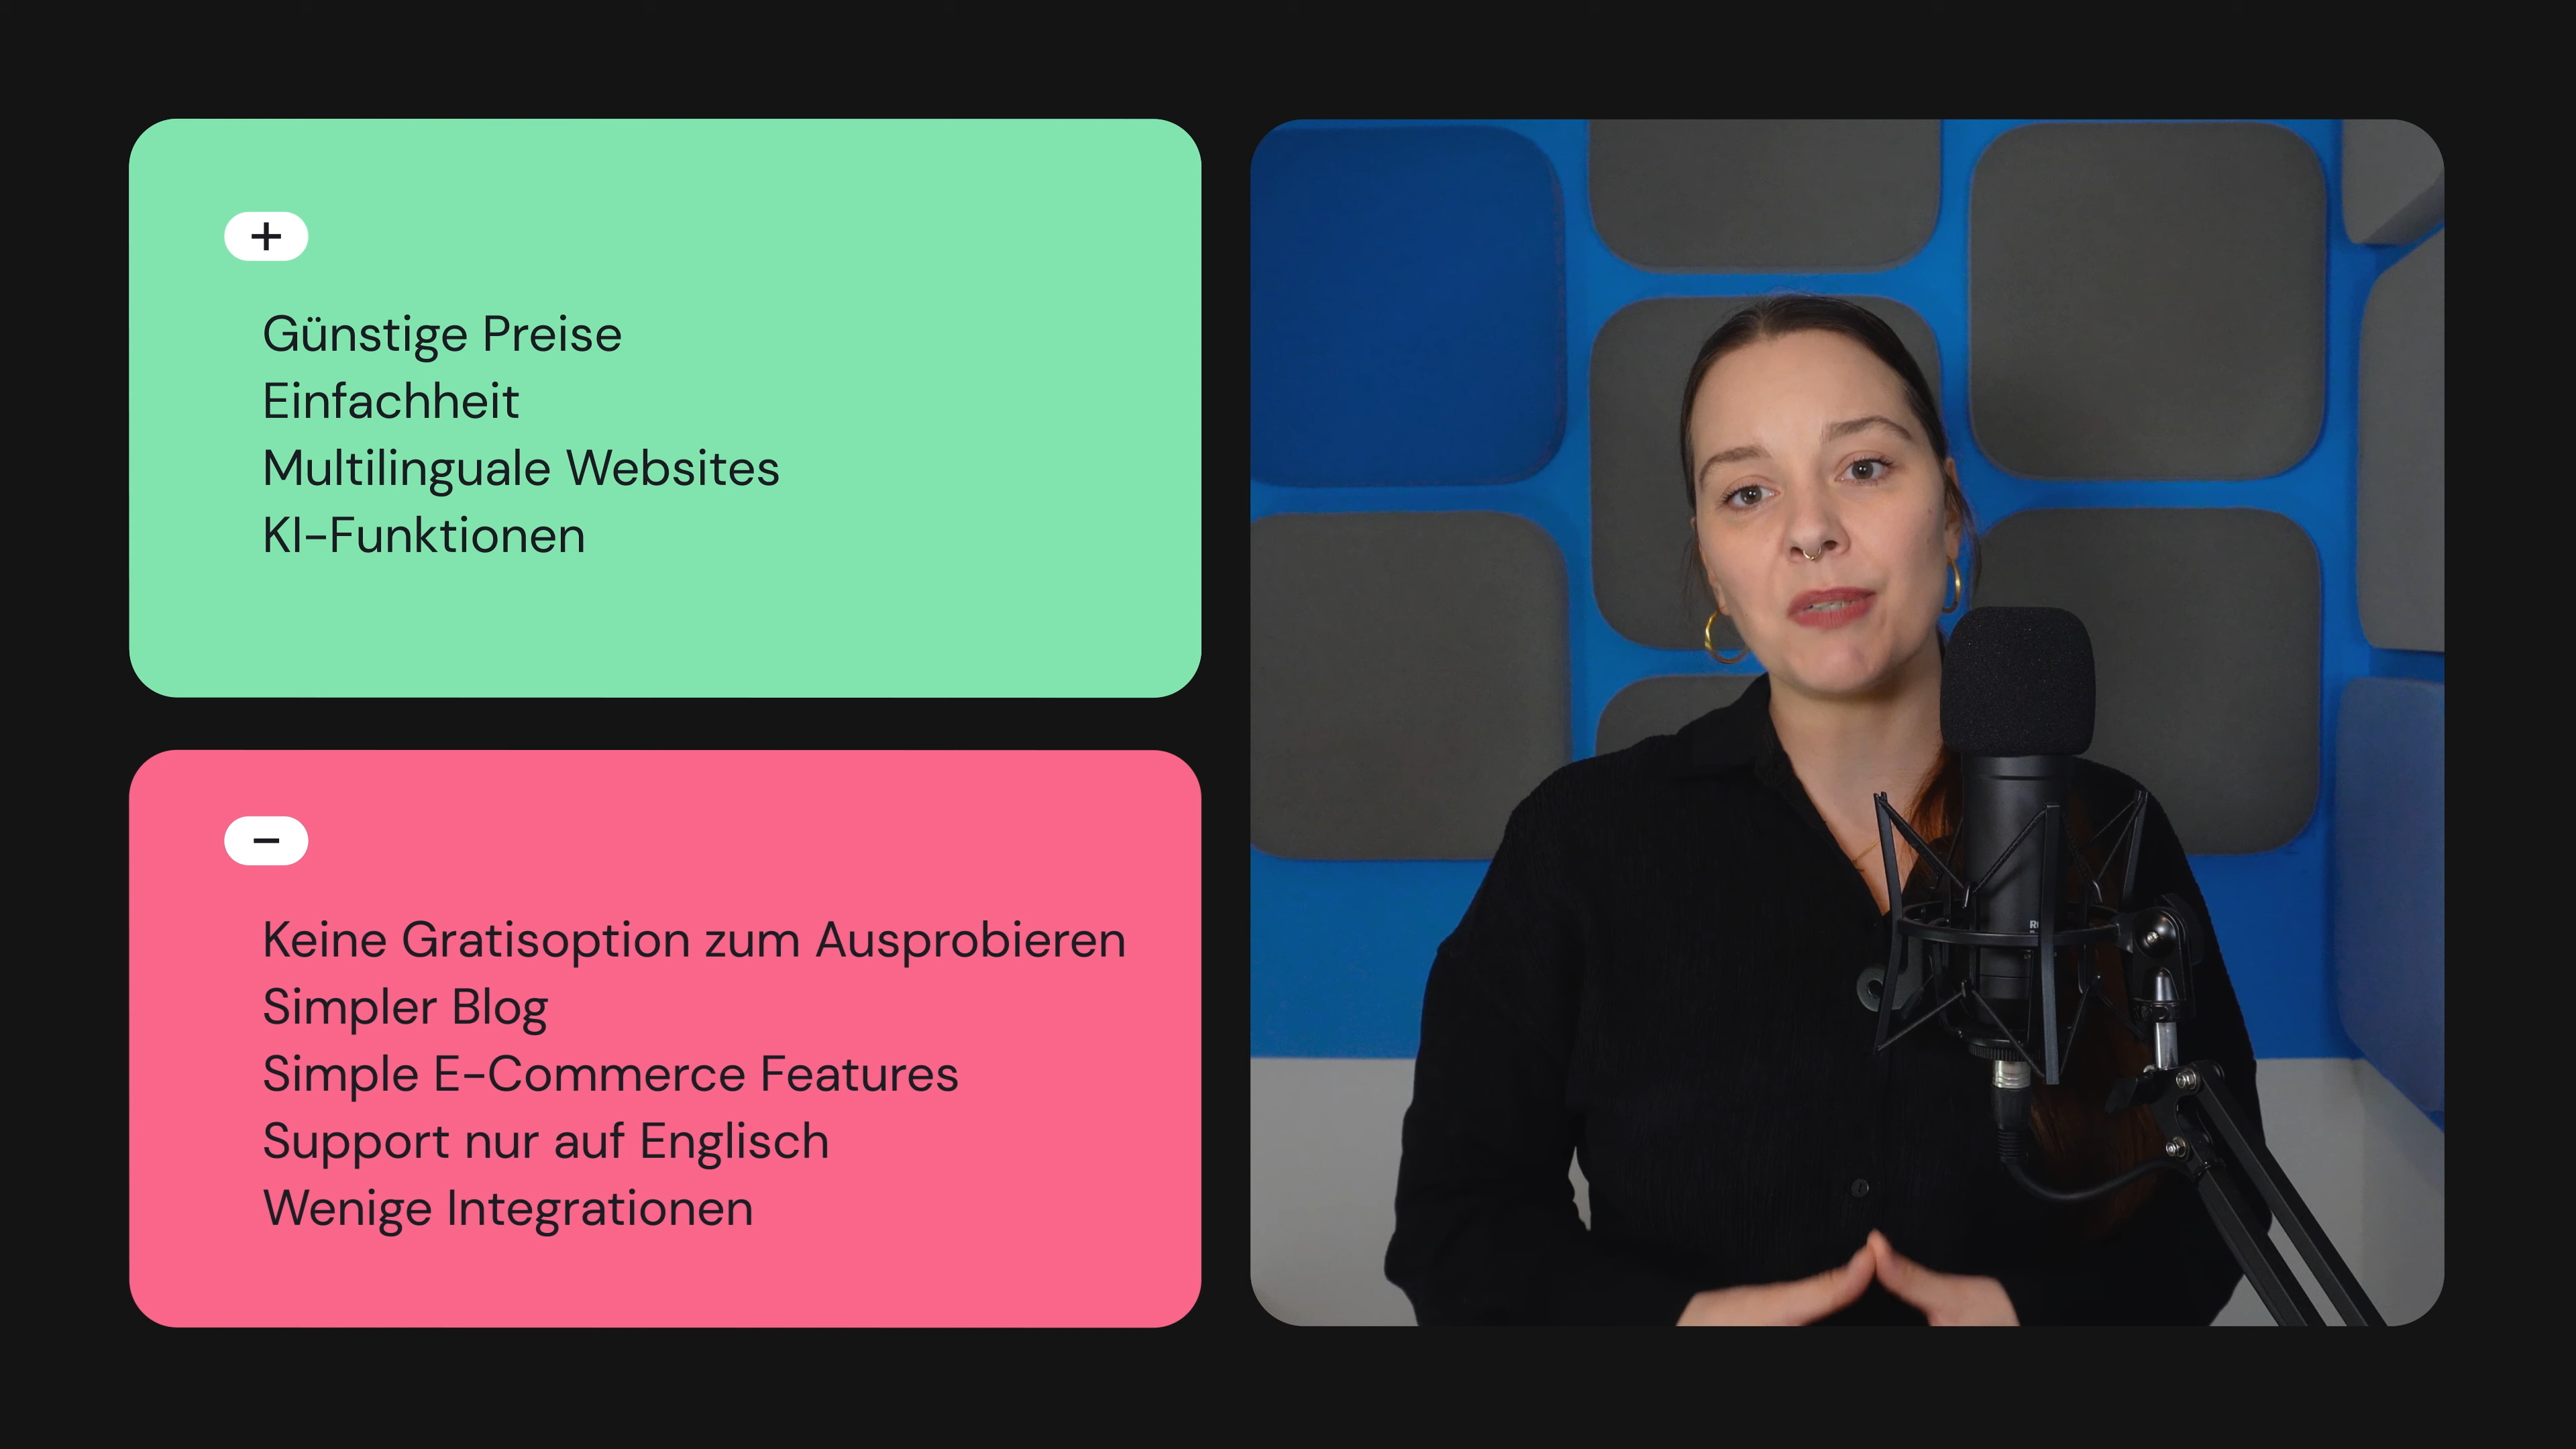 +
Günstige Preise
Einfachheit
Multilinguale Websites
KI-Funktionen
−
Keine Gratisoption zum Ausprobieren
Simpler Blog
Simple E-Commerce Features
Support nur auf Englisch
Wenige Integrationen